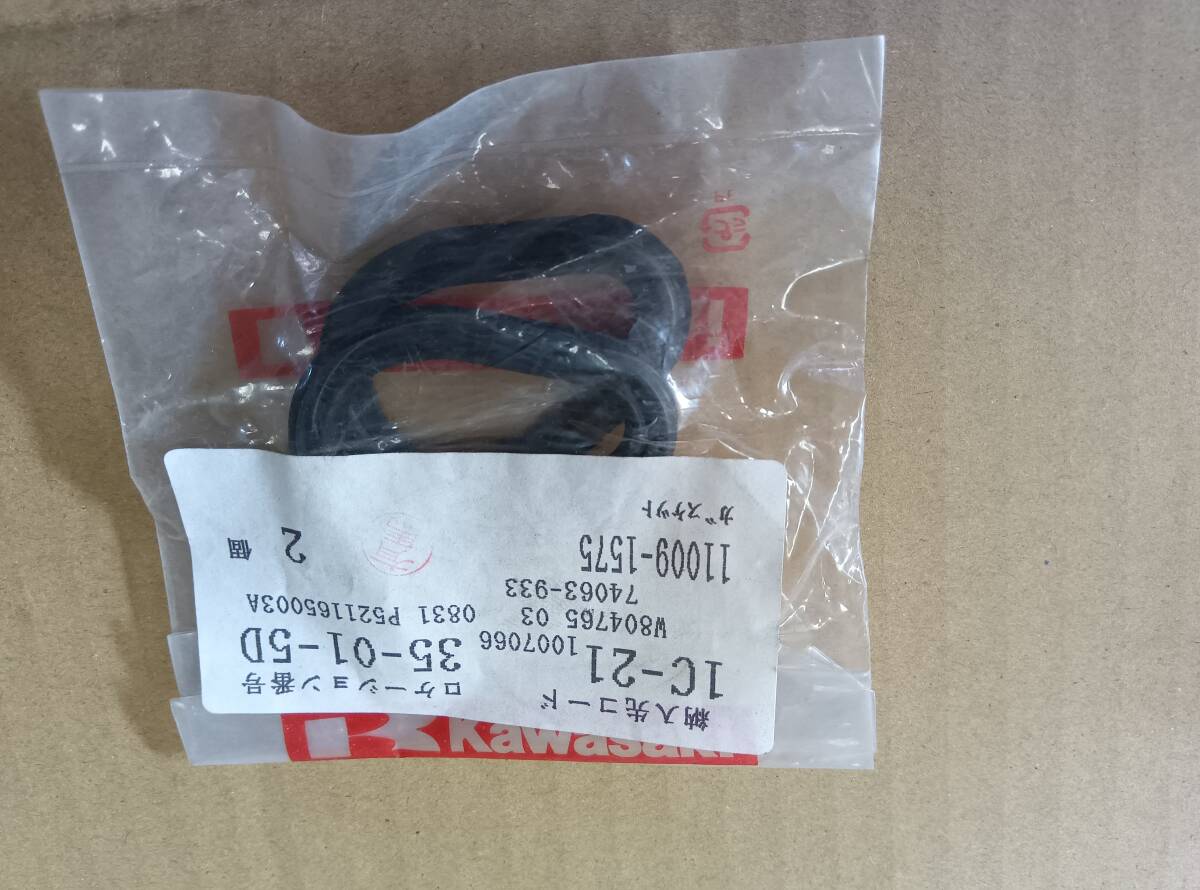 納入先コード ロケーション番号
1C-21 1007066 35-01-5D
W804765 03 0831 P521165003A
74063-933
11009-1575 2 個
ガスケット
Kawasaki